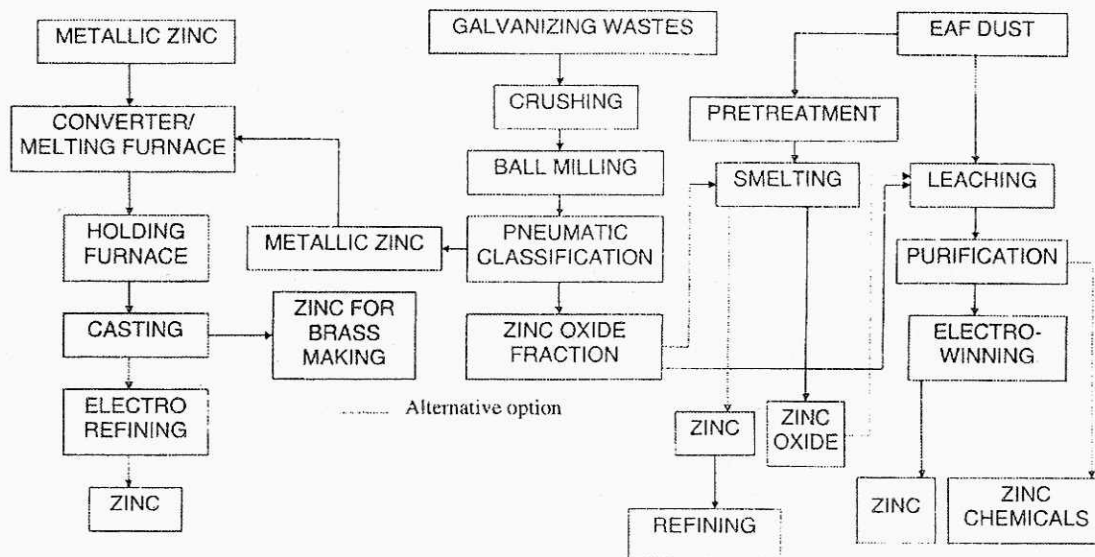 METALLIC ZINC
CONVERTER/
MELTING FURNACE
HOLDING
FURNACE
CASTING
ZINC FOR
BRASS
MAKING
ELECTRO
REFINING
ZINC
GALVANIZING WASTES
CRUSHING
BALL MILLING
PNEUMATIC
CLASSIFICATION
METALLIC ZINC
ZINC OXIDE
FRACTION
Alternative option
EAF DUST
PRETREATMENT
SMELTING
ZINC
ZINC
OXIDE
REFINING
LEACHING
PURIFICATION
ELECTRO-
WINNING
ZINC
ZINC
CHEMICALS